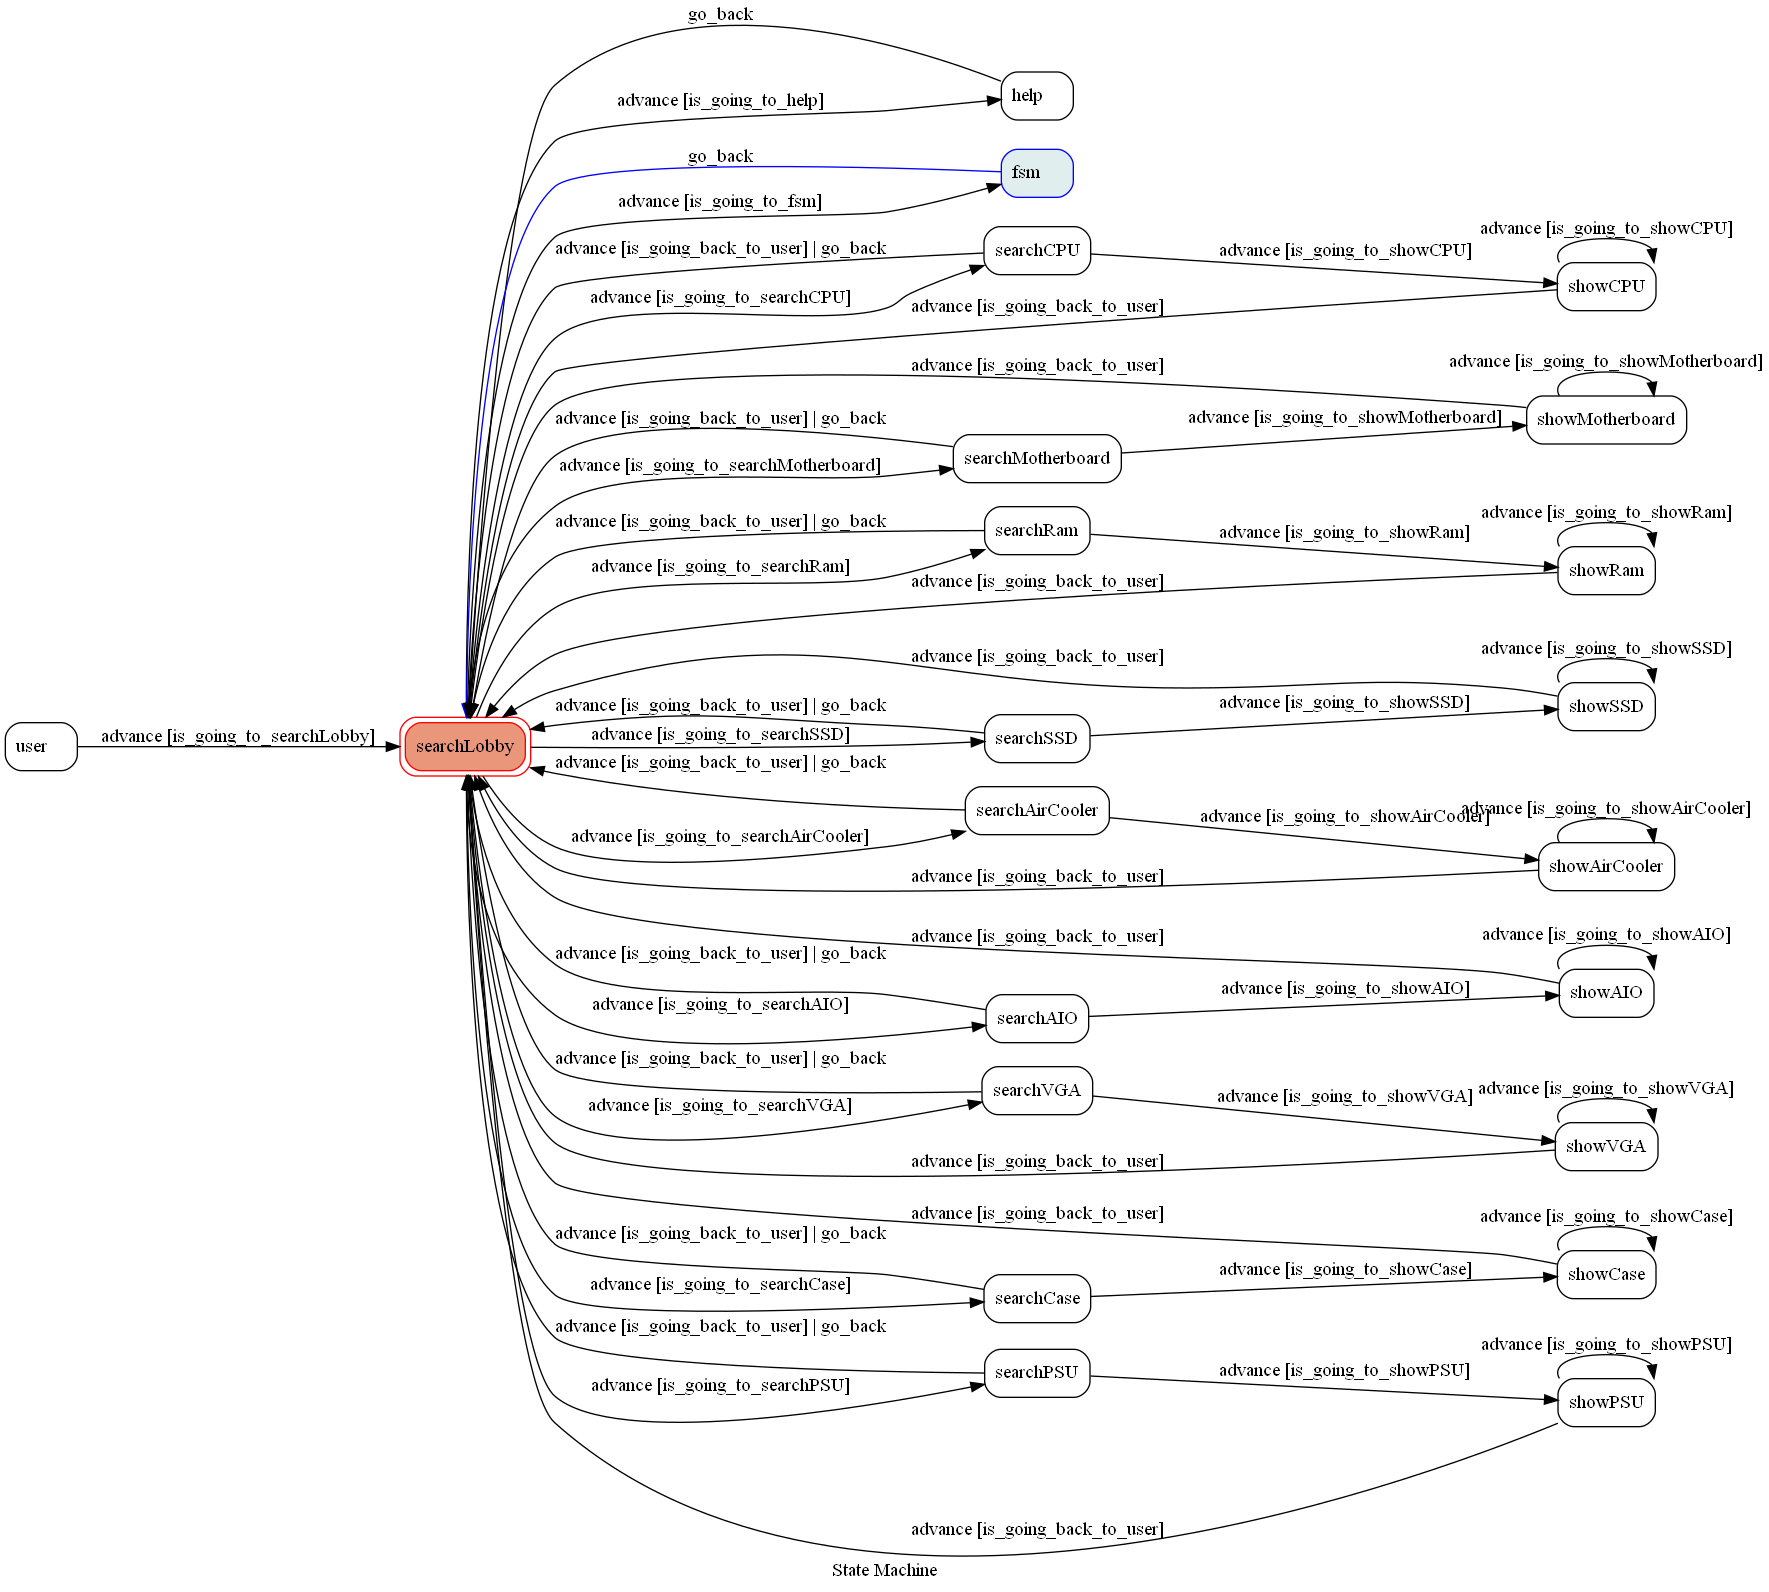 go_back
help
advance [is_going_to_help]
go_back
fsm
advance [is_going_to_fsm]
advance [is_going_to_showCPU]
advance [is_going_back_to_user] | go_back
searchCPU
advance [is_going_to_showCPU]
showCPU
advance [is_going_to_searchCPU]
advance [is_going_back_to_user]
advance [is_going_back_to_user]
advance [is_going_to_showMotherboard]
advance [is_going_back_to_user] | go_back
advance [is_going_to_showMotherboard]
showMotherboard
searchMotherboard
advance [is_going_to_searchMotherboard]
advance [is_going_to_showRam]
advance [is_going_back_to_user] | go_back
searchRam
advance [is_going_to_showRam]
advance [is_going_to_searchRam]
showRam
advance [is_going_back_to_user]
advance [is_going_to_showSSD]
advance [is_going_back_to_user]
advance [is_going_back_to_user] | go_back
advance [is_going_to_showSSD]
showSSD
user
advance [is_going_to_searchLobby]
searchLobby
advance [is_going_to_searchSSD]
searchSSD
advance [is_going_back_to_user] | go_back
searchAirCooler
advance [is_going_to_showAirCooler]
advance [is_going_to_showAirCooler]
advance [is_going_to_searchAirCooler]
showAirCooler
advance [is_going_back_to_user]
advance [is_going_back_to_user]
advance [is_going_to_showAIO]
advance [is_going_back_to_user] | go_back
advance [is_going_to_showAIO]
showAIO
advance [is_going_to_searchAIO]
searchAIO
advance [is_going_back_to_user] | go_back
searchVGA
advance [is_going_to_showVGA]
advance [is_going_to_showVGA]
advance [is_going_to_searchVGA]
showVGA
advance [is_going_back_to_user]
advance [is_going_back_to_user]
advance [is_going_to_showCase]
advance [is_going_back_to_user] | go_back
advance [is_going_to_showCase]
showCase
advance [is_going_to_searchCase]
searchCase
advance [is_going_back_to_user] | go_back
advance [is_going_to_showPSU]
searchPSU
advance [is_going_to_showPSU]
advance [is_going_to_searchPSU]
showPSU
advance [is_going_back_to_user]
State Machine